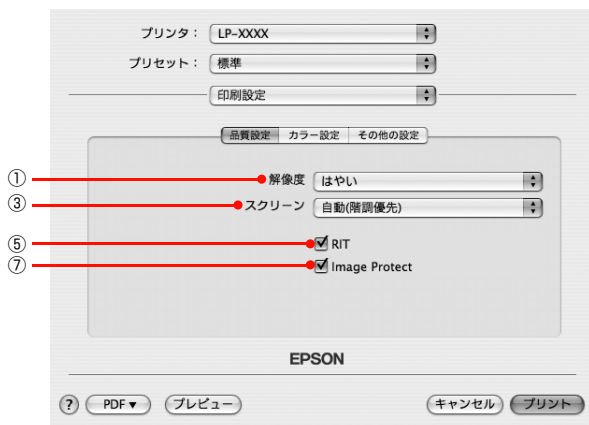 プリンタ： LP-XXXX
プリセット： 標準
印刷設定
品質設定 カラー設定 その他の設定
① 解像度 はやい
③ スクリーン 自動(階調優先)
⑤ RIT
⑦ Image Protect
EPSON
? PDF▼ プレビュー キャンセル プリント